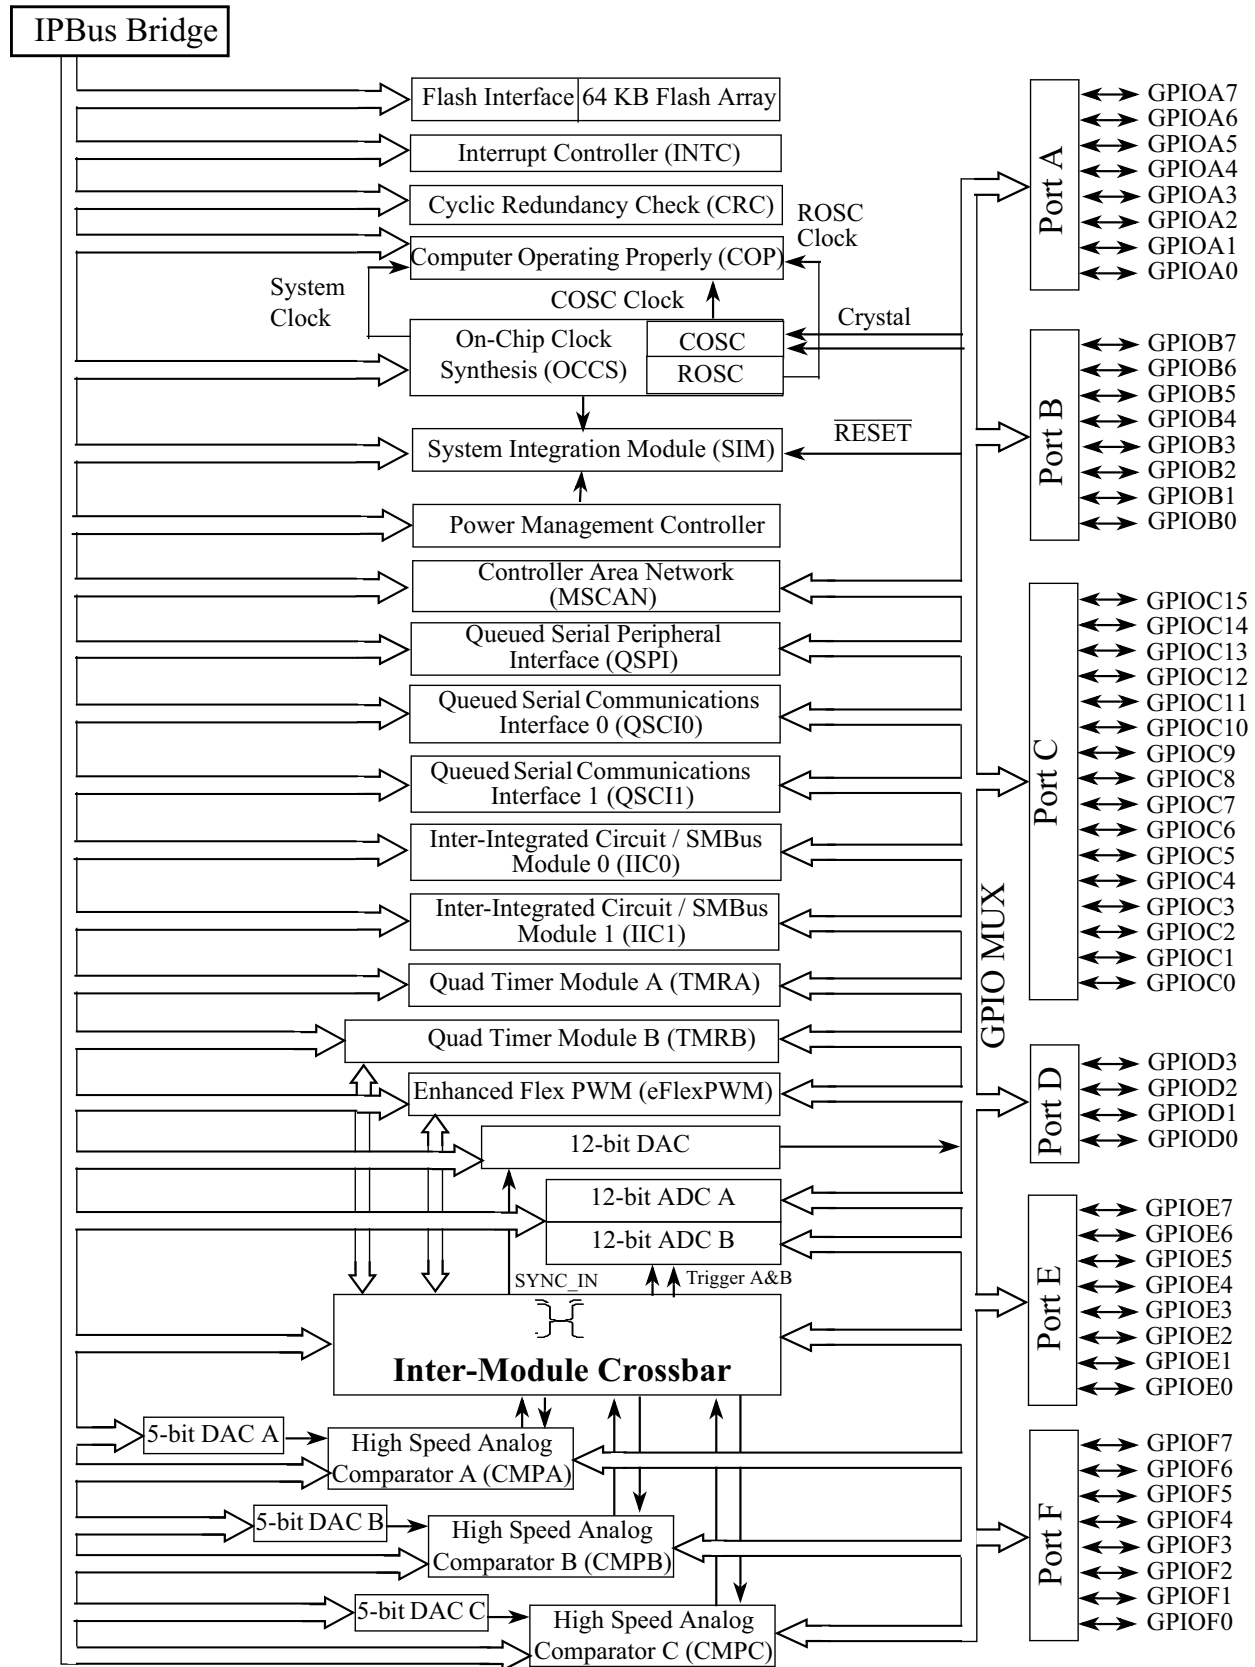 IPBus Bridge
Flash Interface 64 KB Flash Array
Interrupt Controller (INTC)
Cyclic Redundancy Check (CRC)
ROSC
Clock
Computer Operating Properly (COP)
System
Clock
COSC Clock
On-Chip Clock
Synthesis (OCCS)
COSC
ROSC
Crystal
RESET
System Integration Module (SIM)
Power Management Controller
Controller Area Network
(MSCAN)
Queued Serial Peripheral
Interface (QSPI)
Queued Serial Communications
Interface 0 (QSCI0)
Queued Serial Communications
Interface 1 (QSCI1)
Inter-Integrated Circuit / SMBus
Module 0 (IIC0)
Inter-Integrated Circuit / SMBus
Module 1 (IIC1)
Quad Timer Module A (TMRA)
Quad Timer Module B (TMRB)
Enhanced Flex PWM (eFlexPWM)
12-bit DAC
12-bit ADC A
12-bit ADC B
SYNC_IN
Trigger A&B
Inter-Module Crossbar
5-bit DAC A
High Speed Analog
Comparator A (CMPA)
5-bit DAC B
High Speed Analog
Comparator B (CMPB)
5-bit DAC C
High Speed Analog
Comparator C (CMPC)
GPIO MUX
Port A
GPIOA7
GPIOA6
GPIOA5
GPIOA4
GPIOA3
GPIOA2
GPIOA1
GPIOA0
Port B
GPIOB7
GPIOB6
GPIOB5
GPIOB4
GPIOB3
GPIOB2
GPIOB1
GPIOB0
Port C
GPIOC15
GPIOC14
GPIOC13
GPIOC12
GPIOC11
GPIOC10
GPIOC9
GPIOC8
GPIOC7
GPIOC6
GPIOC5
GPIOC4
GPIOC3
GPIOC2
GPIOC1
GPIOC0
Port D
GPIOD3
GPIOD2
GPIOD1
GPIOD0
Port E
GPIOE7
GPIOE6
GPIOE5
GPIOE4
GPIOE3
GPIOE2
GPIOE1
GPIOE0
Port F
GPIOF7
GPIOF6
GPIOF5
GPIOF4
GPIOF3
GPIOF2
GPIOF1
GPIOF0